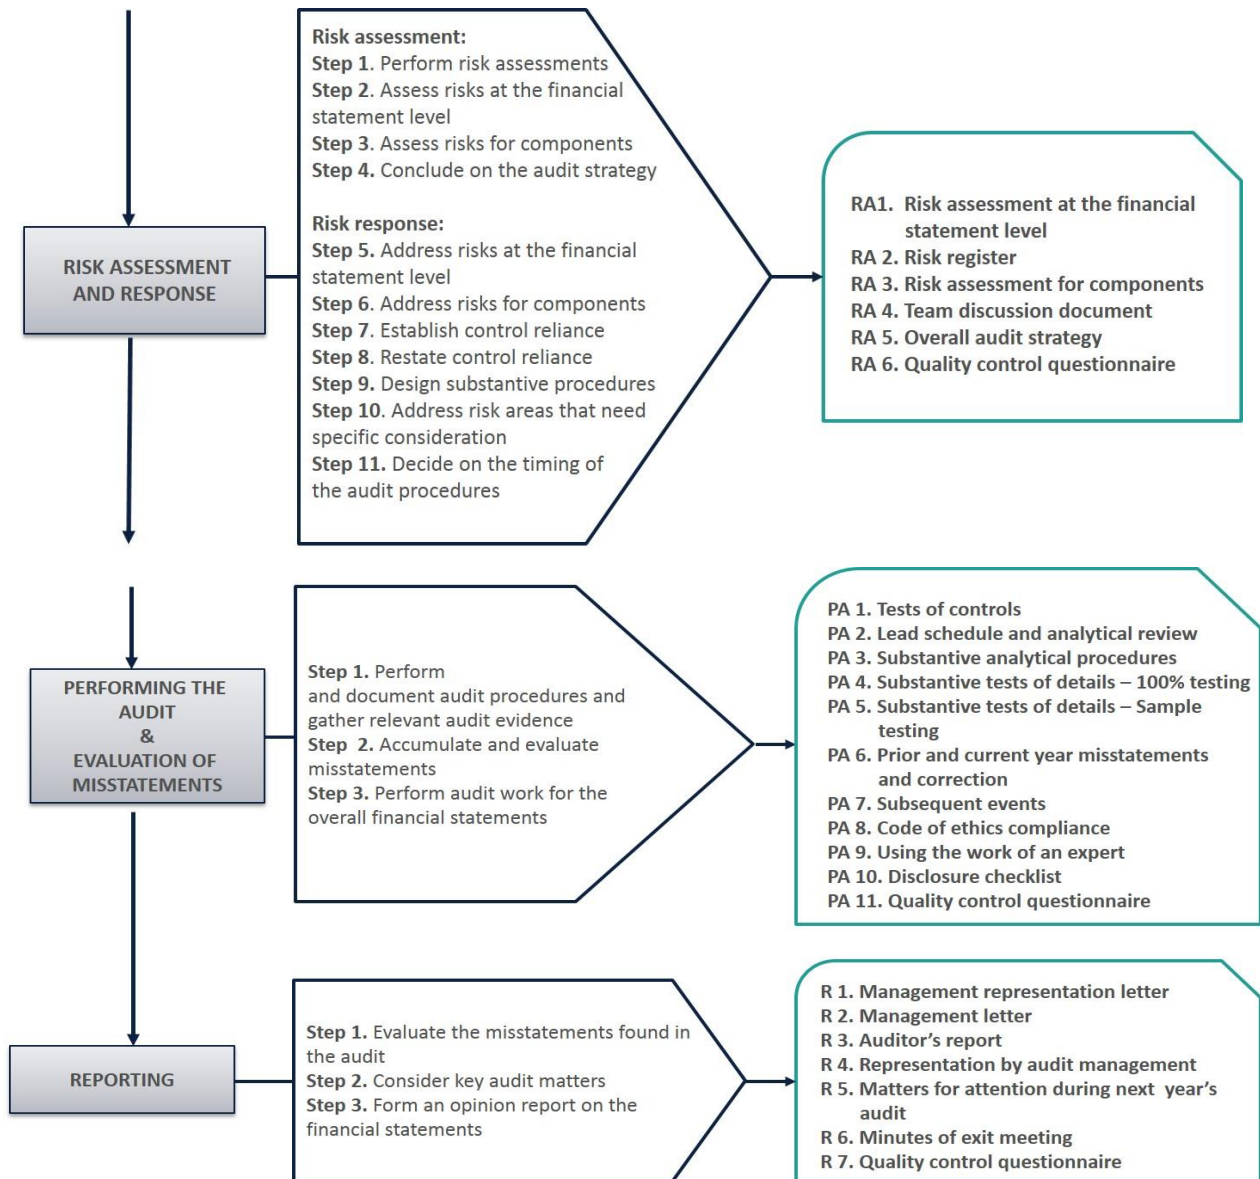 RISK ASSESSMENT
AND RESPONSE
Risk assessment:
Step 1. Perform risk assessments
Step 2. Assess risks at the financial
statement level
Step 3. Assess risks for components
Step 4. Conclude on the audit strategy
Risk response:
Step 5. Address risks at the financial
statement level
Step 6. Address risks for components
Step 7. Establish control reliance
Step 8. Restate control reliance
Step 9. Design substantive procedures
Step 10. Address risk areas that need
specific consideration
Step 11. Decide on the timing of
the audit procedures
RA1. Risk assessment at the financial
statement level
RA 2. Risk register
RA 3. Risk assessment for components
RA 4. Team discussion document
RA 5. Overall audit strategy
RA 6. Quality control questionnaire
PERFORMING THE
AUDIT
&
EVALUATION OF
MISSTATEMENTS
Step 1. Perform
and document audit procedures and
gather relevant audit evidence
Step 2. Accumulate and evaluate
misstatements
Step 3. Perform audit work for the
overall financial statements
PA 1. Tests of controls
PA 2. Lead schedule and analytical review
PA 3. Substantive analytical procedures
PA 4. Substantive tests of details – 100% testing
PA 5. Substantive tests of details – Sample
testing
PA 6. Prior and current year misstatements
and correction
PA 7. Subsequent events
PA 8. Code of ethics compliance
PA 9. Using the work of an expert
PA 10. Disclosure checklist
PA 11. Quality control questionnaire
REPORTING
Step 1. Evaluate the misstatements found in
the audit
Step 2. Consider key audit matters
Step 3. Form an opinion report on the
financial statements
R 1. Management representation letter
R 2. Management letter
R 3. Auditor's report
R 4. Representation by audit management
R 5. Matters for attention during next year's
audit
R 6. Minutes of exit meeting
R 7. Quality control questionnaire